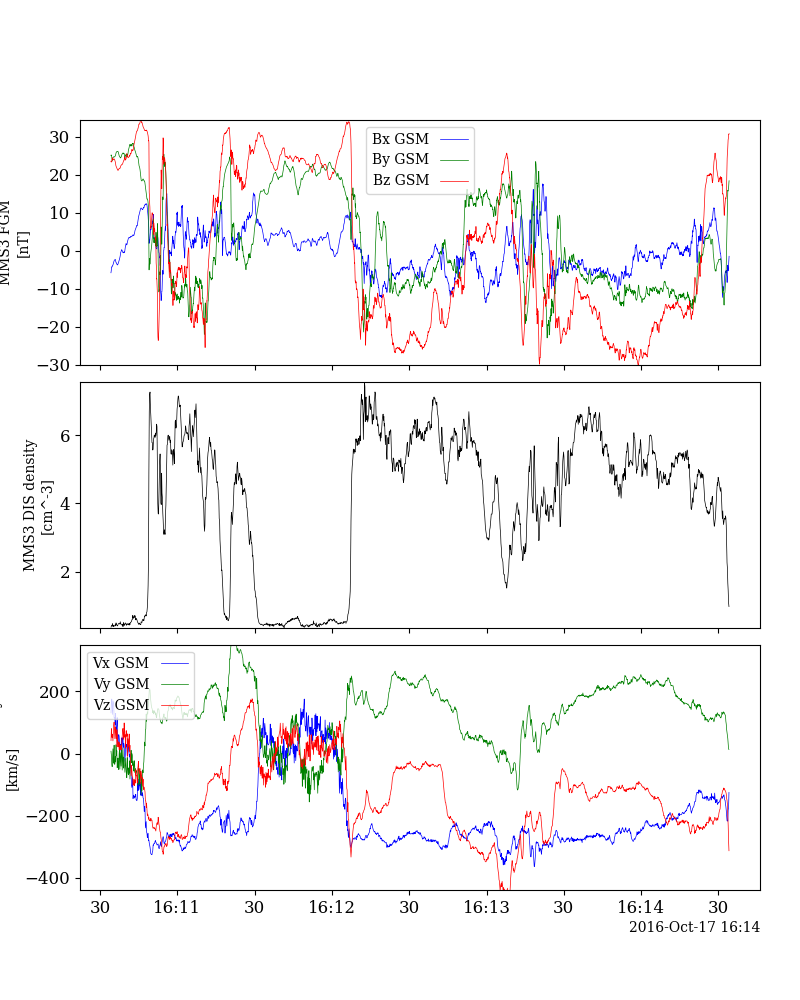 MMS3 FGM
[nT]
30
20
10
0
−10
−20
−30
Bx GSM
By GSM
Bz GSM
MMS3 DIS density
[cm^-3]
6
4
2
[km/s]
200
0
−200
−400
Vx GSM
Vy GSM
Vz GSM
30 16:11 30 16:12 30 16:13 30 16:14 30
2016-Oct-17 16:14